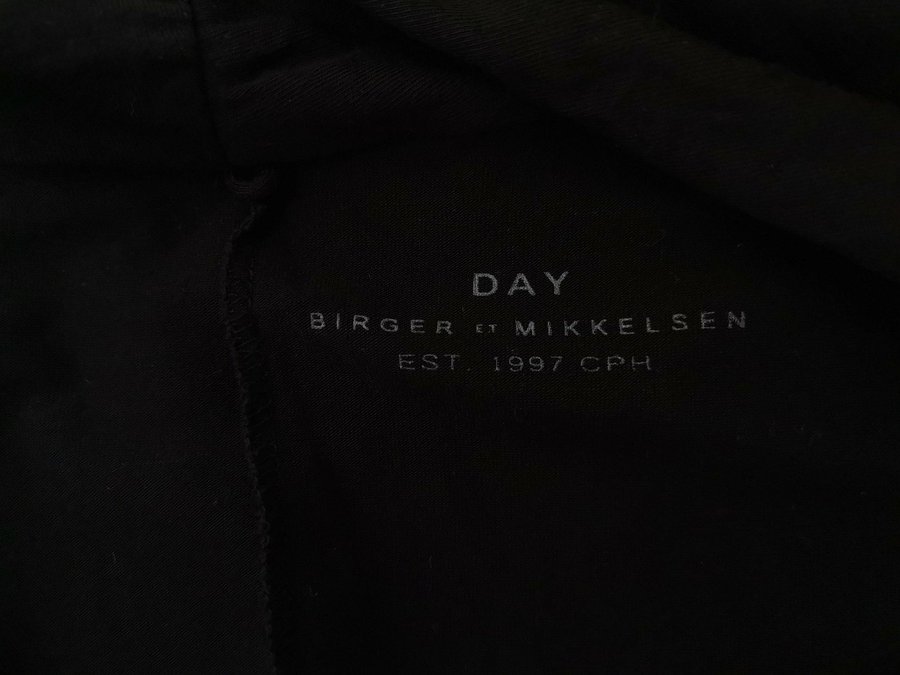 DAY
BIRGER ET MIKKELSEN
EST. 1997 CPH